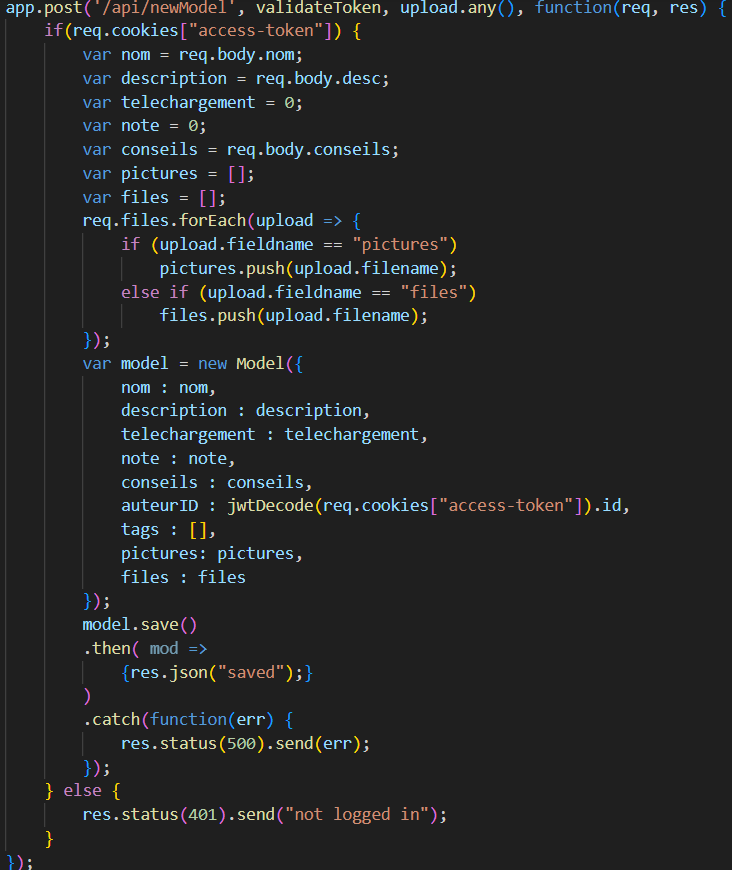 app.post('/api/newModel', validateToken, upload.any(), function(req, res) {
    if(req.cookies["access-token"]) {
        var nom = req.body.nom;
        var description = req.body.desc;
        var telechargement = 0;
        var note = 0;
        var conseils = req.body.conseils;
        var pictures = [];
        var files = [];
        req.files.forEach(upload => {
            if (upload.fieldname == "pictures")
                pictures.push(upload.filename);
            else if (upload.fieldname == "files")
                files.push(upload.filename);
        });
        var model = new Model({
            nom : nom,
            description : description,
            telechargement : telechargement,
            note : note,
            conseils : conseils,
            auteurID : jwtDecode(req.cookies["access-token"]).id,
            tags : [],
            pictures: pictures,
            files : files
        });
        model.save()
        .then( mod =>
            {res.json("saved");}
        )
        .catch(function(err) {
            res.status(500).send(err);
        });
    } else {
        res.status(401).send("not logged in");
    }
});